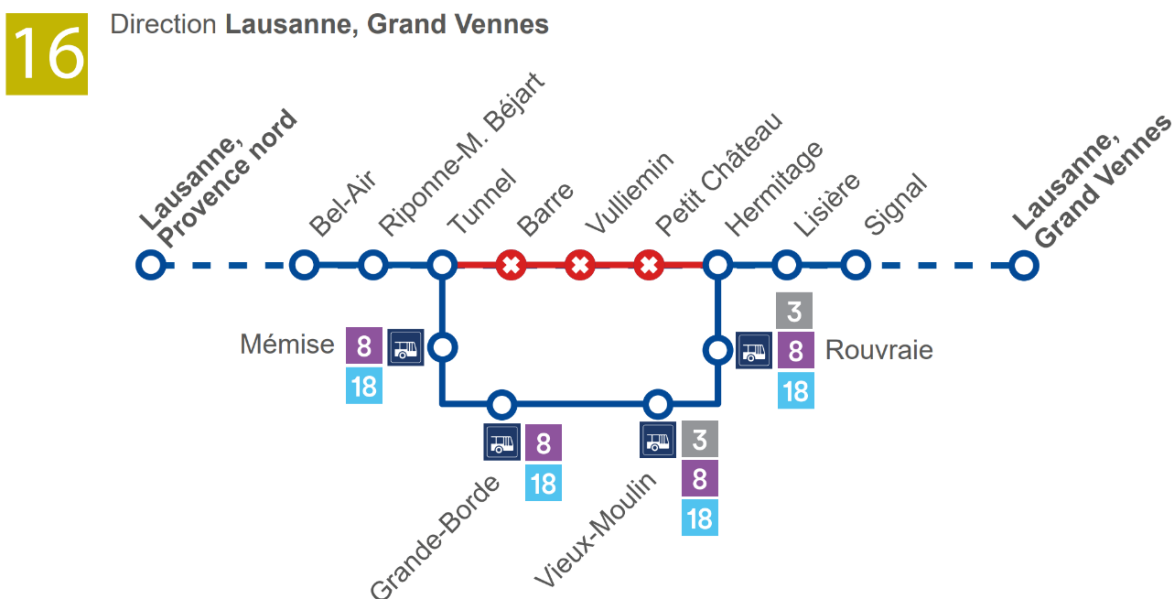 16
Direction Lausanne, Grand Vennes
Lausanne,
Provence nord
Bel-Air
Riponne-M. Béjart
Tunnel
Barre
Vulliemin
Petit Château
Hermitage
Lisière
Signal
Lausanne,
Grand Vennes
Mémise
8
18
3
8
18
Rouvraie
8
18
Grande-Borde
3
8
18
Vieux-Moulin